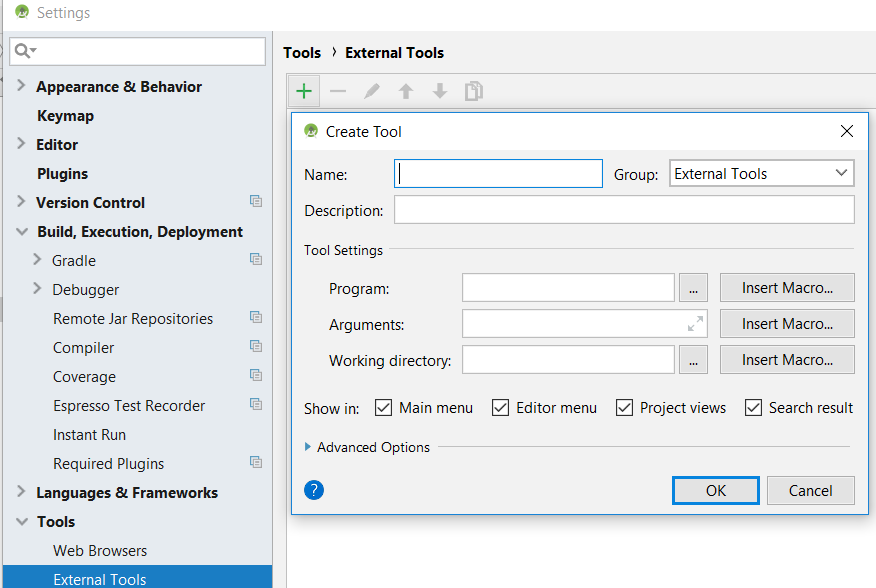 Settings
Appearance & Behavior
Keymap
Editor
Plugins
Version Control
Build, Execution, Deployment
Gradle
Debugger
Remote Jar Repositories
Compiler
Coverage
Espresso Test Recorder
Instant Run
Required Plugins
Languages & Frameworks
Tools
Web Browsers
External Tools
Tools › External Tools
Create Tool
Name: Group: External Tools
Description:
Tool Settings
Program: ... Insert Macro...
Arguments: Insert Macro...
Working directory: ... Insert Macro...
Show in: Main menu Editor menu Project views Search result
Advanced Options
? OK Cancel